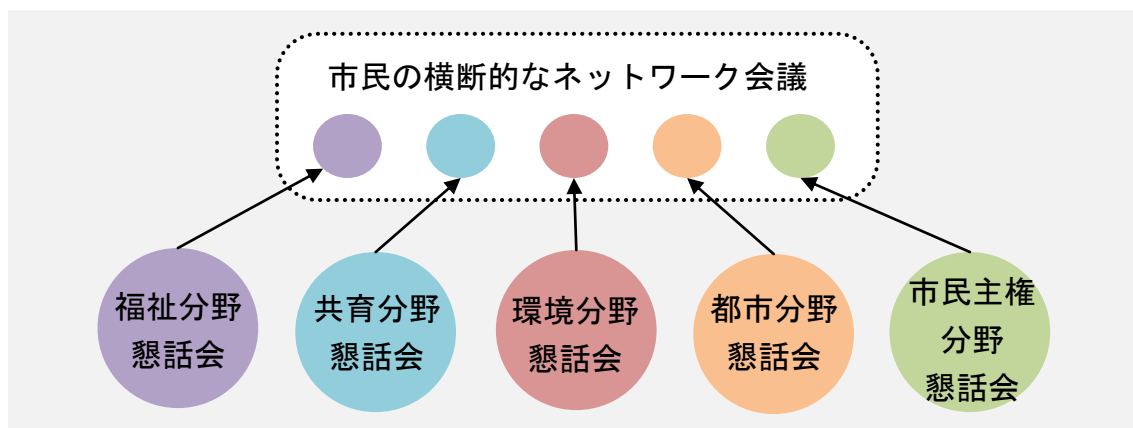 市民の横断的なネットワーク会議
福祉分野
懇話会
共育分野
懇話会
環境分野
懇話会
都市分野
懇話会
市民主権
分野
懇話会